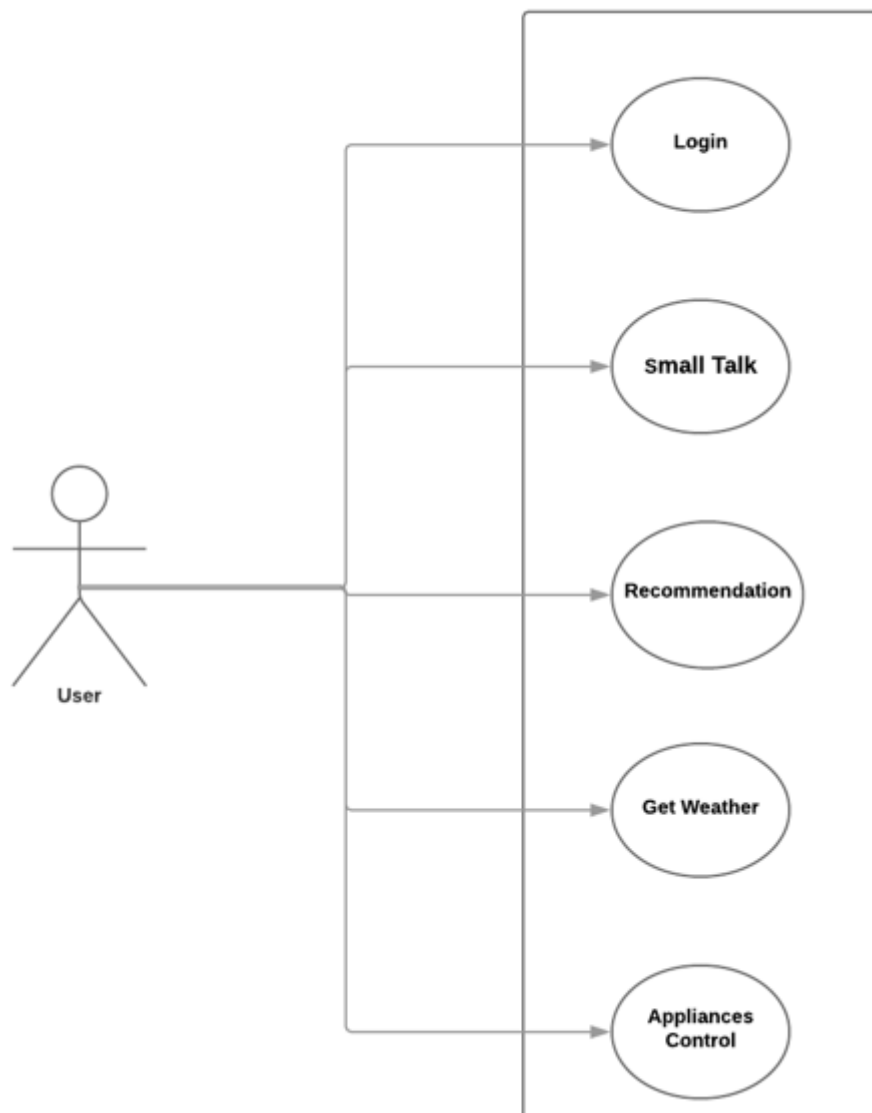 Login
small Talk
Recommendation
User
Get Weather
Appliances
Control